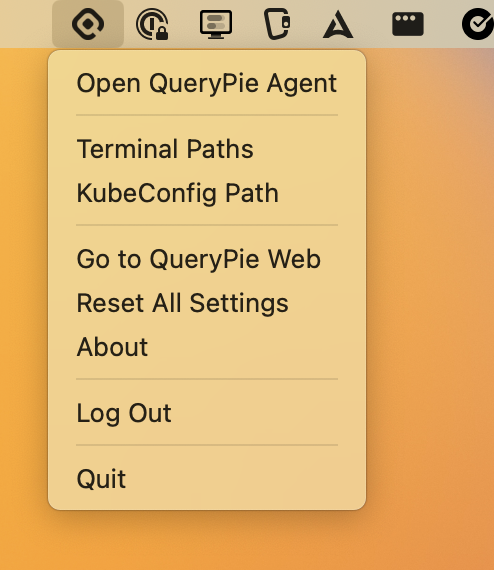 Open QueryPie Agent
Terminal Paths
KubeConfig Path
Go to QueryPie Web
Reset All Settings
About
Log Out
Quit